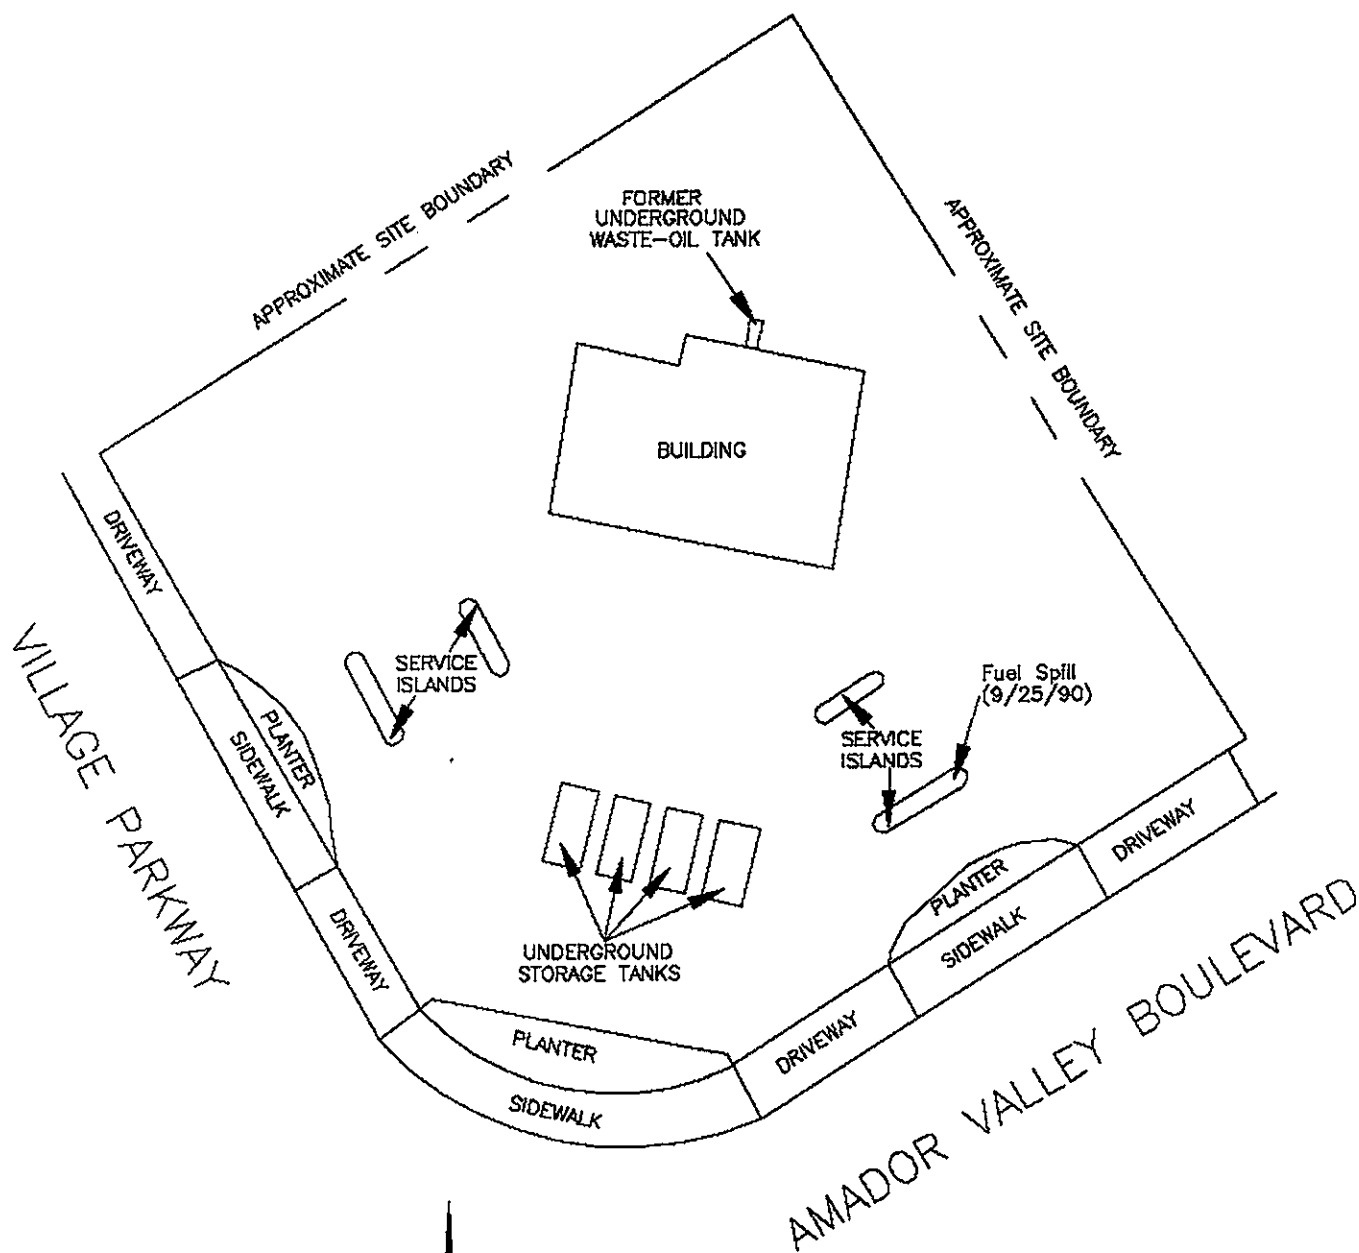 APPROXIMATE SITE BOUNDARY
FORMER
UNDERGROUND
WASTE-OIL TANK
APPROXIMATE SITE BOUNDARY
BUILDING
DRIVEWAY
VILLAGE PARKWAY
SERVICE
ISLANDS
Fuel Spill
(9/25/90)
PLANTER
SIDEWALK
SERVICE
ISLANDS
DRIVEWAY
PLANTER
DRIVEWAY
SIDEWALK
UNDERGROUND
STORAGE TANKS
PLANTER
DRIVEWAY
SIDEWALK
AMADOR VALLEY BOULEVARD